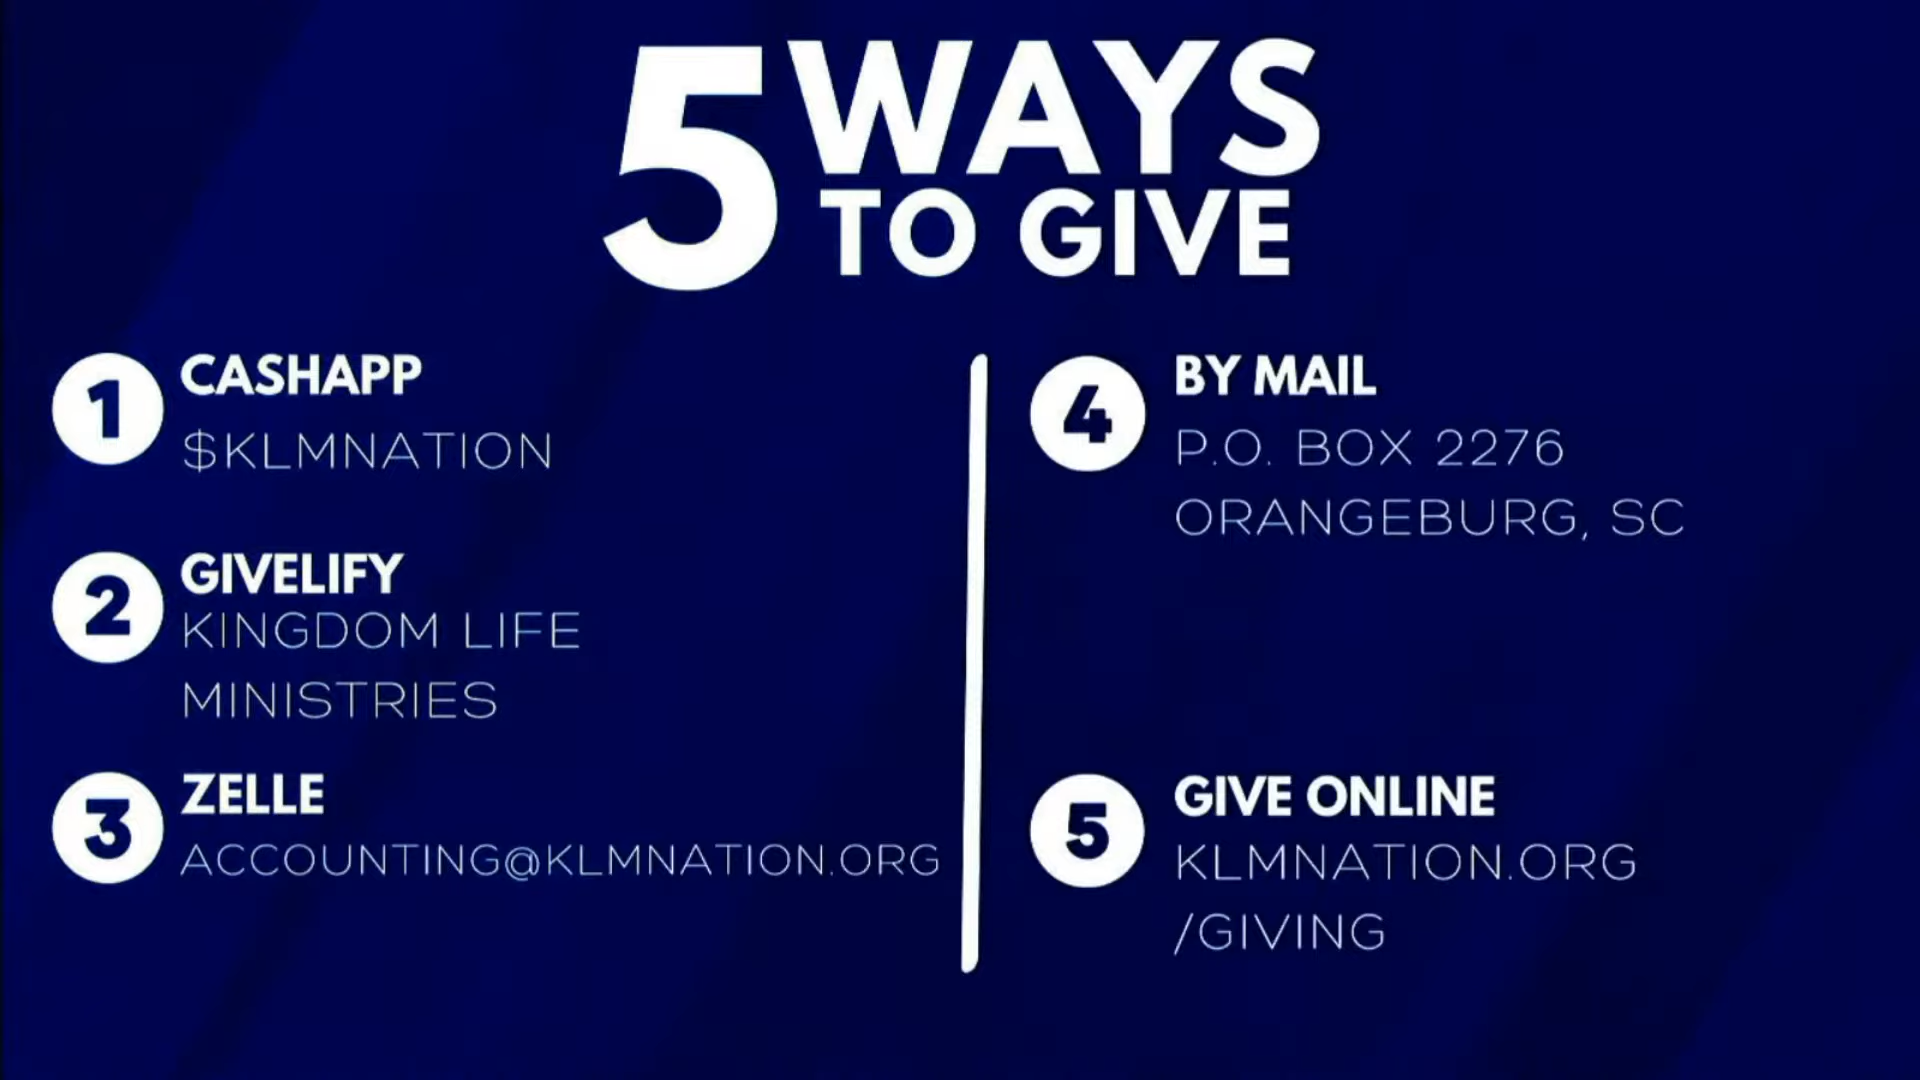 5 WAYS
TO GIVE
1 CASHAPP
$KLMNATION
2 GIVELIFY
KINGDOM LIFE
MINISTRIES
3 ZELLE
ACCOUNTING@KLMNATION.ORG
4 BY MAIL
P.O. BOX 2276
ORANGEBURG, SC
5 GIVE ONLINE
KLMNATION.ORG
/GIVING